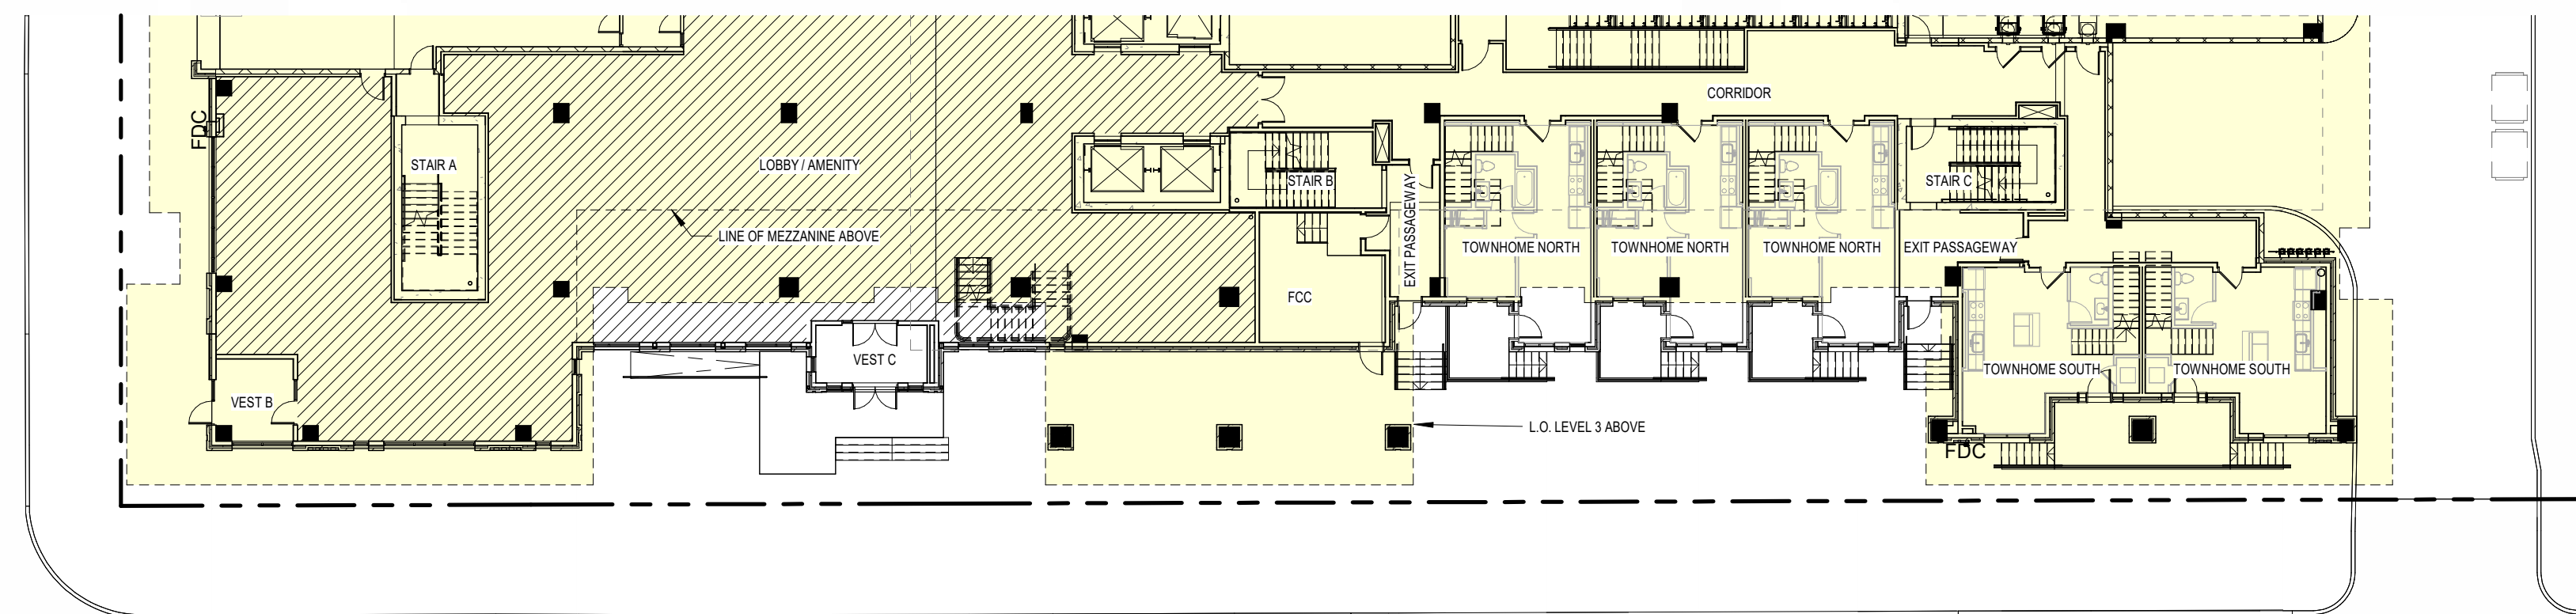 CORRIDOR
FDC
STAIR A
LOBBY / AMENITY
STAIR B
STAIR C
EXIT PASSAGEWAY
LINE OF MEZZANINE ABOVE
TOWNHOME NORTH
TOWNHOME NORTH
TOWNHOME NORTH
EXIT PASSAGEWAY
FCC
VEST C
TOWNHOME SOUTH
TOWNHOME SOUTH
VEST B
L.O. LEVEL 3 ABOVE
FDC